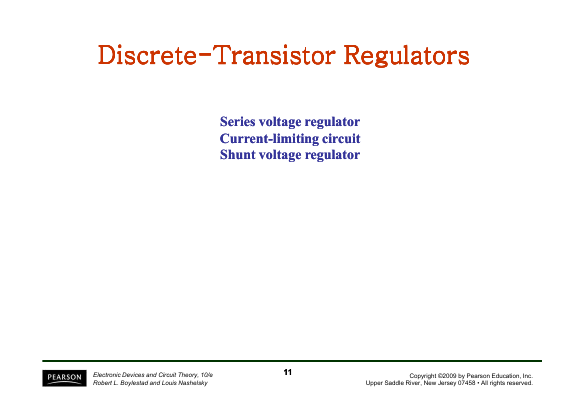 Discrete-Transistor Regulators
Series voltage regulator
Current-limiting circuit
Shunt voltage regulator
PEARSON
Electronic Devices and Circuit Theory, 10/e
Robert L. Boylestad and Louis Nashelsky
11
Copyright ©2009 by Pearson Education, Inc.
Upper Saddle River, New Jersey 07458 • All rights reserved.